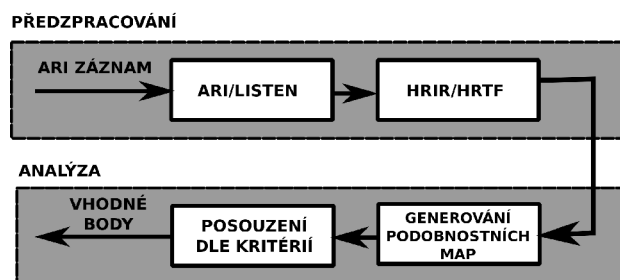 PŘEDZPRACOVÁNÍ
ARI ZÁZNAM
ARI/LISTEN
HRIR/HRTF
ANALÝZA
VHODNÉ
BODY
POSOUZENÍ
DLE KRITÉRIÍ
GENEROVÁNÍ
PODOBNOSTNÍCH
MAP